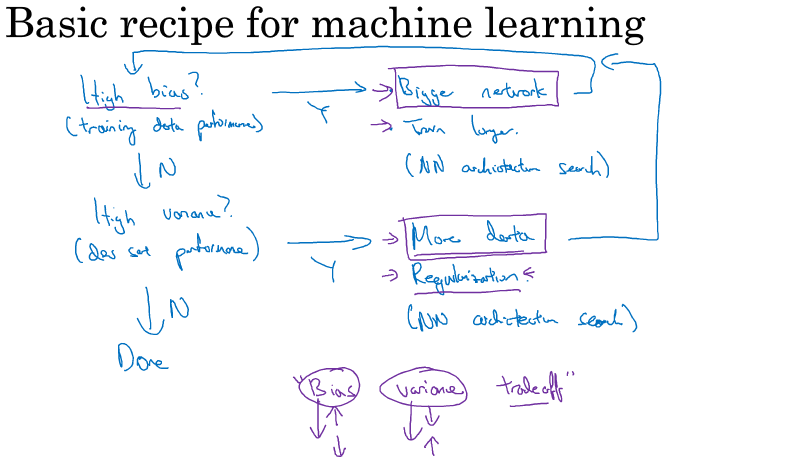 Basic recipe for machine learning
High bias?
(training data performance)
Y
Bigger network
Train longer.
(NN architecture search)
N
High variance?
(dev set performance)
Y
More data
Regularization.
(NN architecture search)
N
Done
"Bias variance tradeoff"